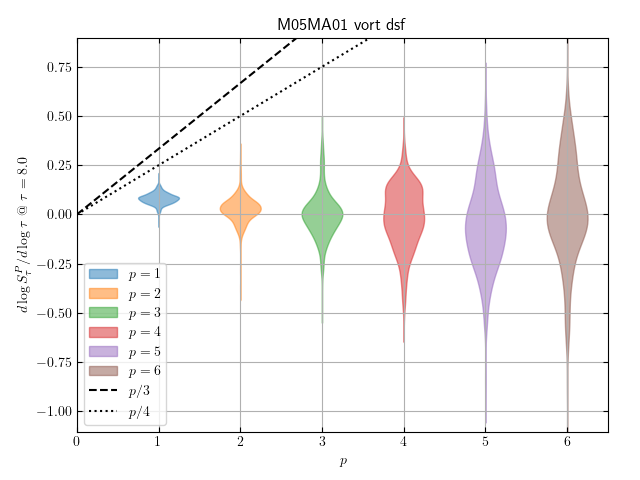 M05MA01 vort dsf
d log S_τ^p / d log τ @ τ = 8.0
0.75
0.50
0.25
0.00
−0.25
−0.50
−0.75
−1.00
p = 1
p = 2
p = 3
p = 4
p = 5
p = 6
p/3
p/4
0 1 2 3 4 5 6
p